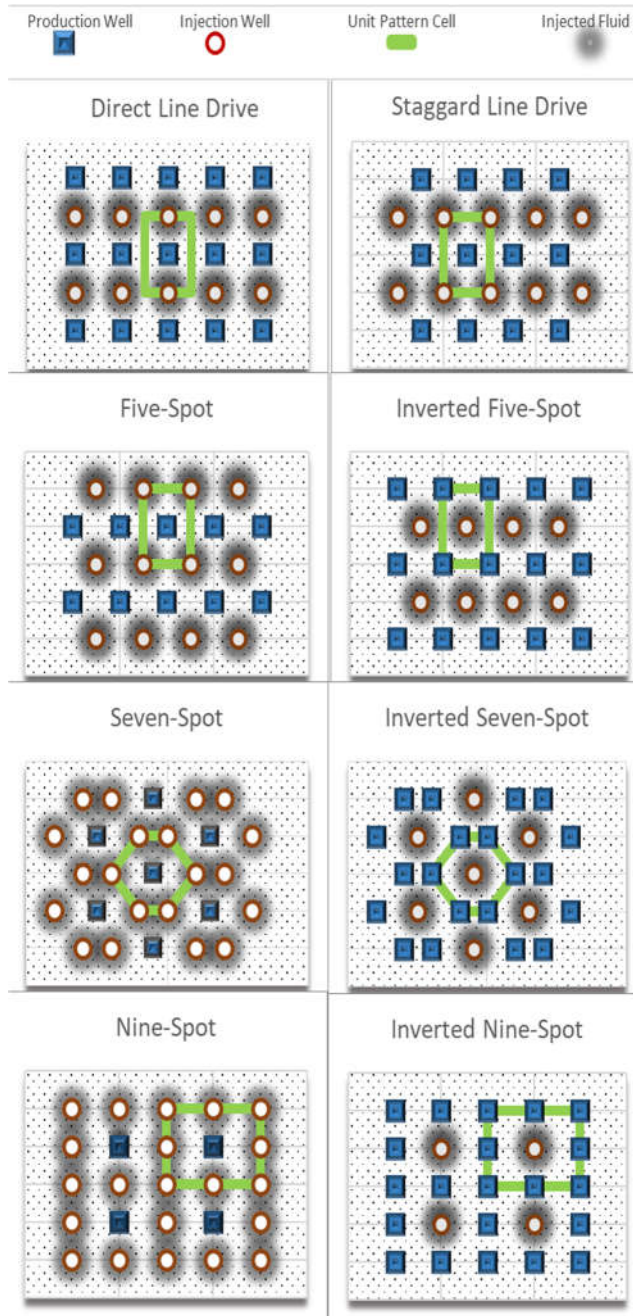 Production Well Injection Well Unit Pattern Cell Injected Fluid
Direct Line Drive Staggard Line Drive
Five-Spot Inverted Five-Spot
Seven-Spot Inverted Seven-Spot
Nine-Spot Inverted Nine-Spot